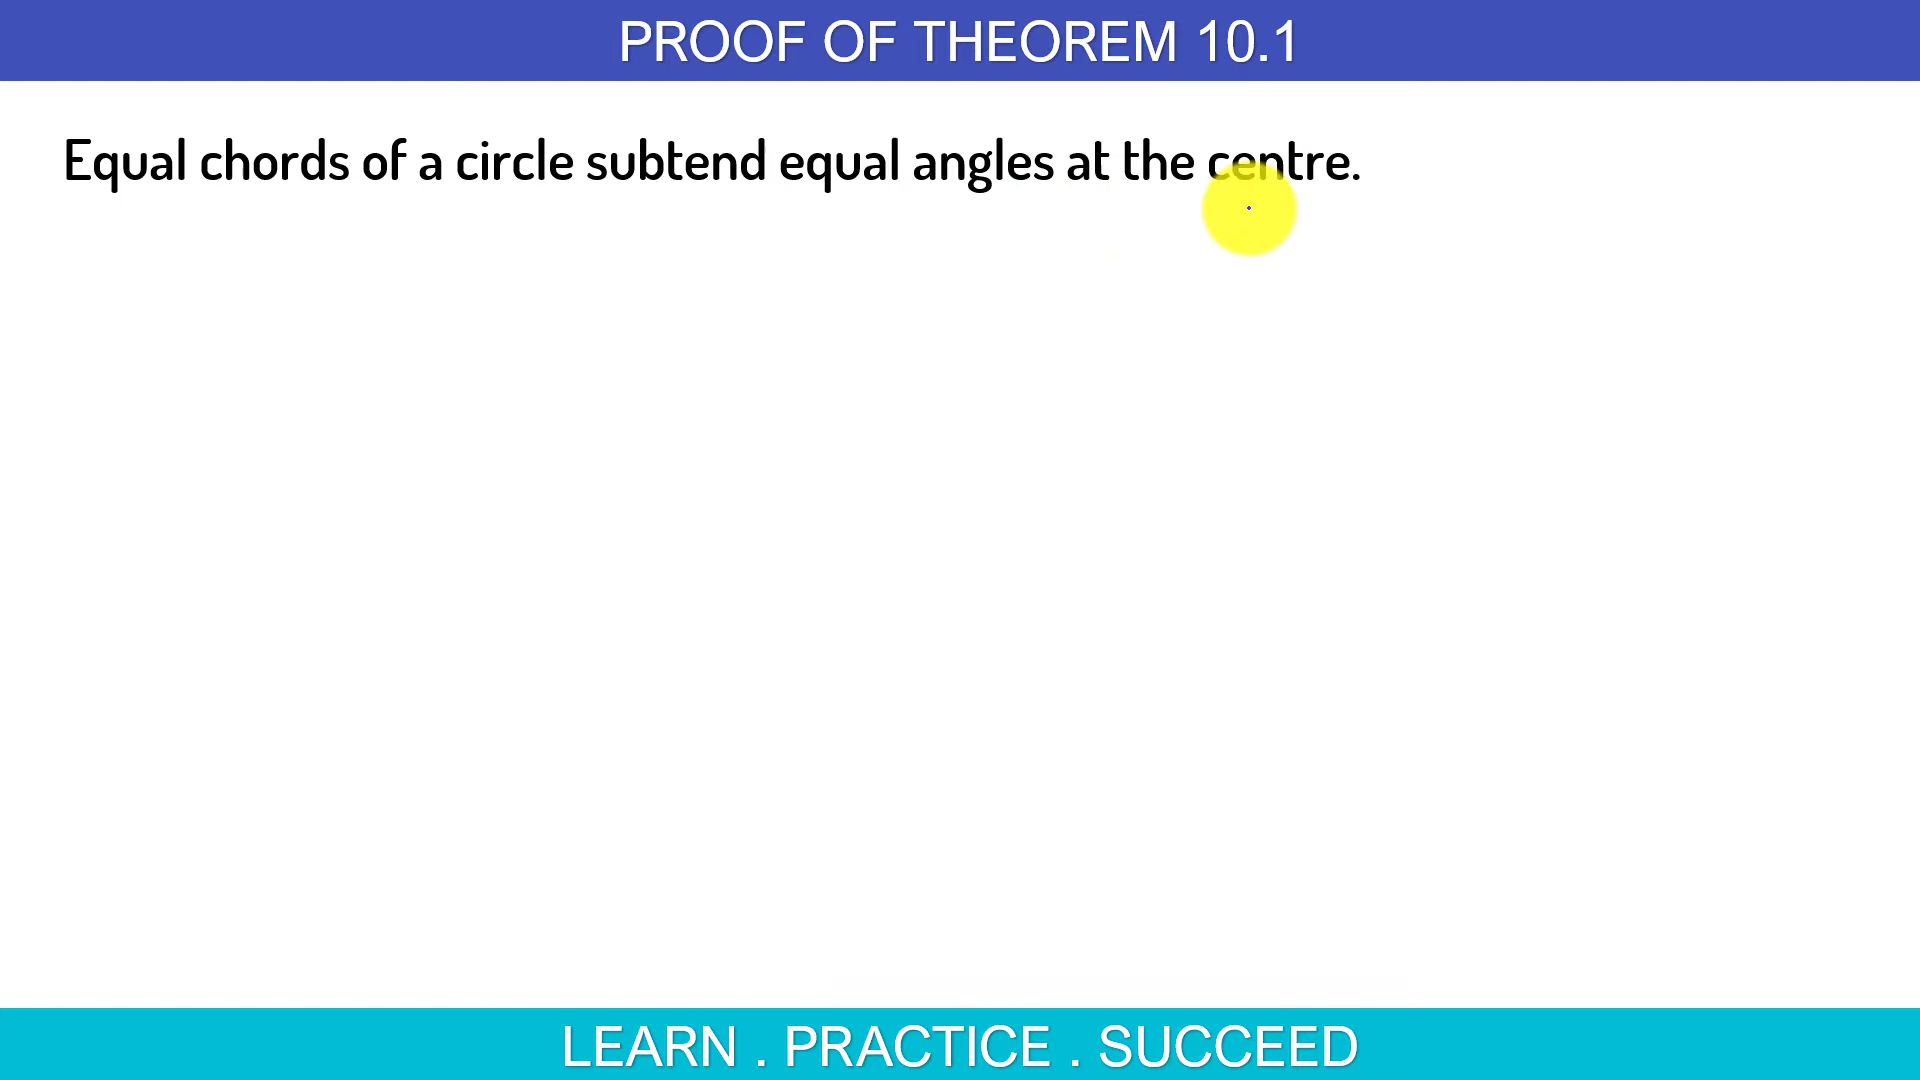 PROOF OF THEOREM 10.1
Equal chords of a circle subtend equal angles at the centre.
LEARN . PRACTICE . SUCCEED